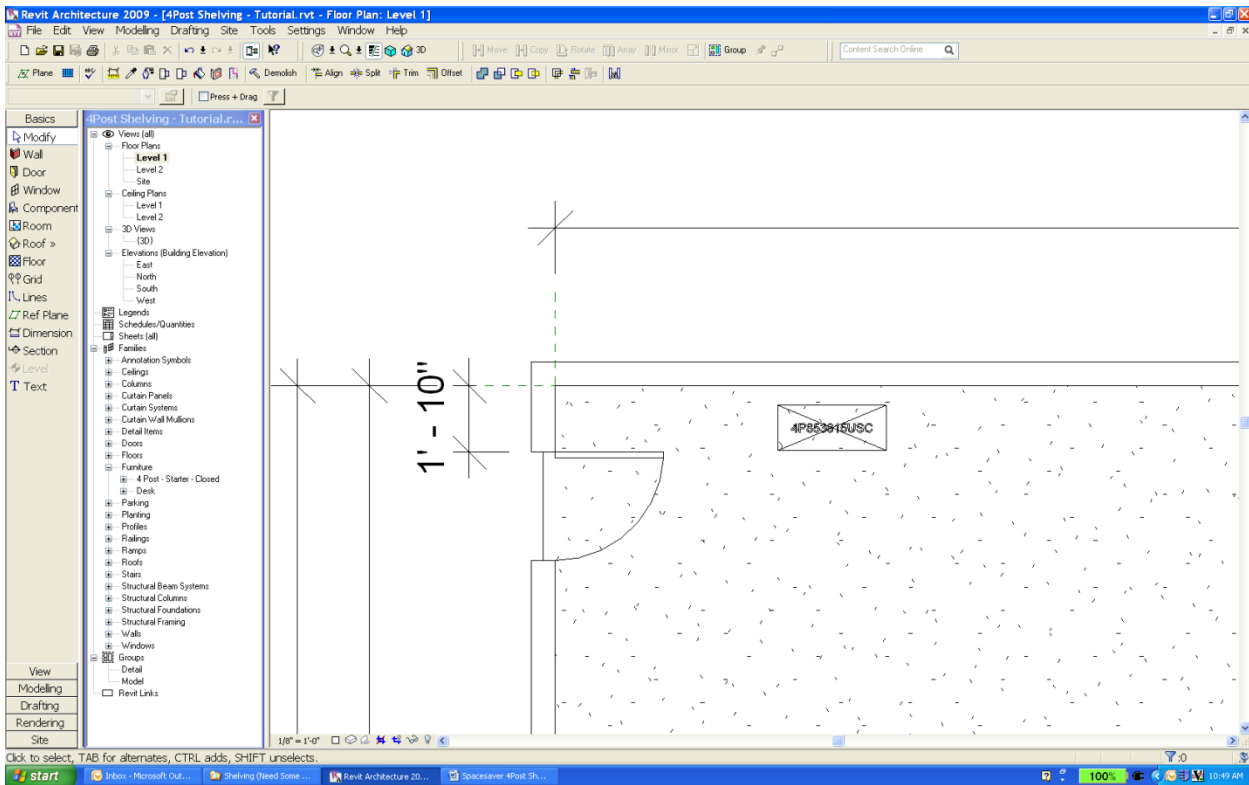 Revit Architecture 2009 - [4Post Shelving - Tutorial.rvt - Floor Plan: Level 1]
File Edit View Modelling Drafting Site Tools Settings Window Help
3D Move Copy Rotate Array Mirror Group Content Search Online
Plane Demolish Align Split Trim Offset
Press + Drag
Basics
Modify
Wall
Door
Window
Component
Room
Roof »
Floor
Grid
Lines
Ref Plane
Dimension
Section
Level
Text
View
Modelling
Drafting
Rendering
Site
4Post Shelving - Tutorial.r...
Views (all)
Floor Plans
Level 1
Level 2
Site
Ceiling Plans
Level 1
Level 2
3D Views
{3D}
Elevations (Building Elevation)
East
North
South
West
Legends
Schedules/Quantities
Sheets (all)
Families
Annotation Symbols
Ceilings
Columns
Curtain Panels
Curtain Systems
Curtain Wall Mullions
Detail Items
Doors
Floors
Furniture
4 Post - Starter - Closed
Desk
Parking
Planting
Profiles
Railings
Ramps
Roofs
Stairs
Structural Beam Systems
Structural Columns
Structural Foundations
Structural Framing
Walls
Windows
Groups
Detail
Model
Revit Links
1' - 10"
4P853615USC
1/8" = 1'-0"
Click to select, TAB for alternates, CTRL adds, SHIFT unselects.
:0
start Inbox - Microsoft Out... Shelving (Need Some ... Revit Architecture 20... Spacesaver 4Post Sh... 100% 10:49 AM